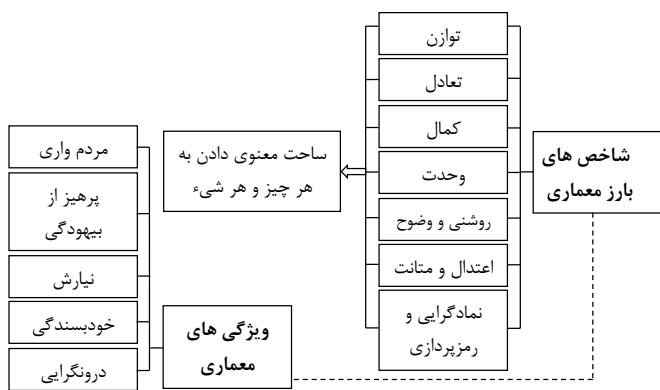 شاخص های
بارز معماری
توازن
تعادل
کمال
وحدت
روشنی و وضوح
اعتدال و متانت
نمادگرایی و
رمزپردازی
ساحت معنوی دادن به
هر چیز و هر شیء
ویژگی های
معماری
مردم واری
پرهیز از
بیهودگی
نیارش
خودبسندگی
درونگرایی